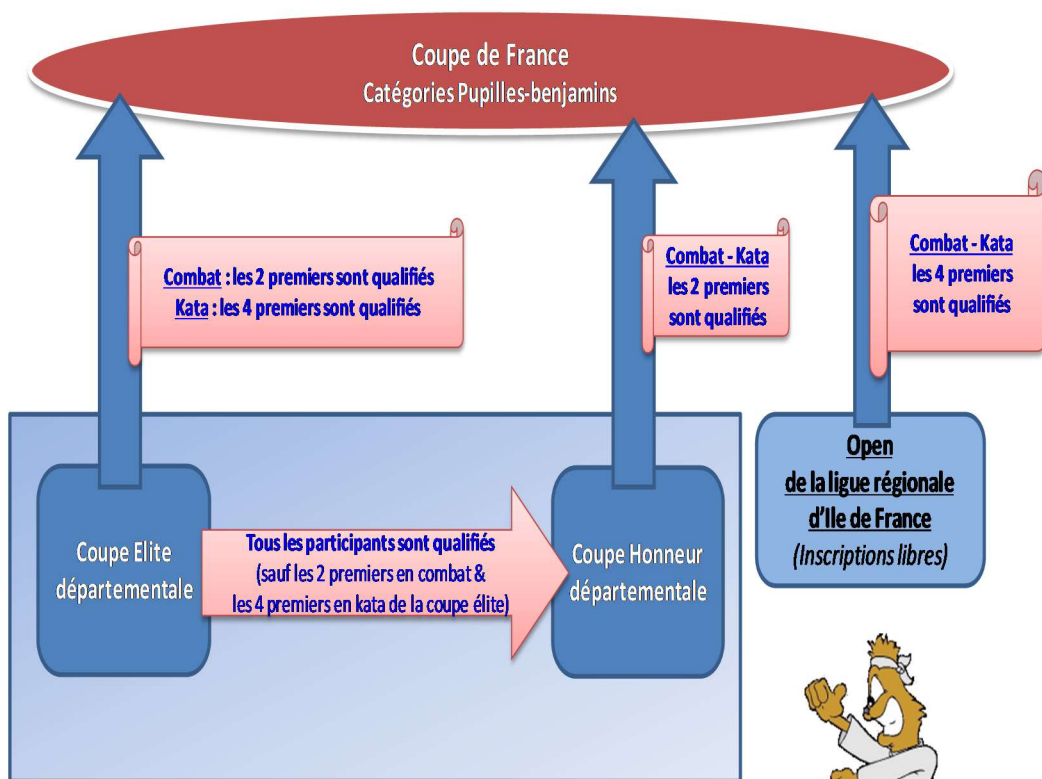 Coupe de France
Catégories Pupilles-benjamins
Combat : les 2 premiers sont qualifiés
Kata : les 4 premiers sont qualifiés
Combat - Kata
les 2 premiers
sont qualifiés
Combat - Kata
les 4 premiers
sont qualifiés
Coupe Elite
départementale
Tous les participants sont qualifiés
(sauf les 2 premiers en combat &
les 4 premiers en kata de la coupe élite)
Coupe Honneur
départementale
Open
de la ligue régionale
d'Ile de France
(Inscriptions libres)